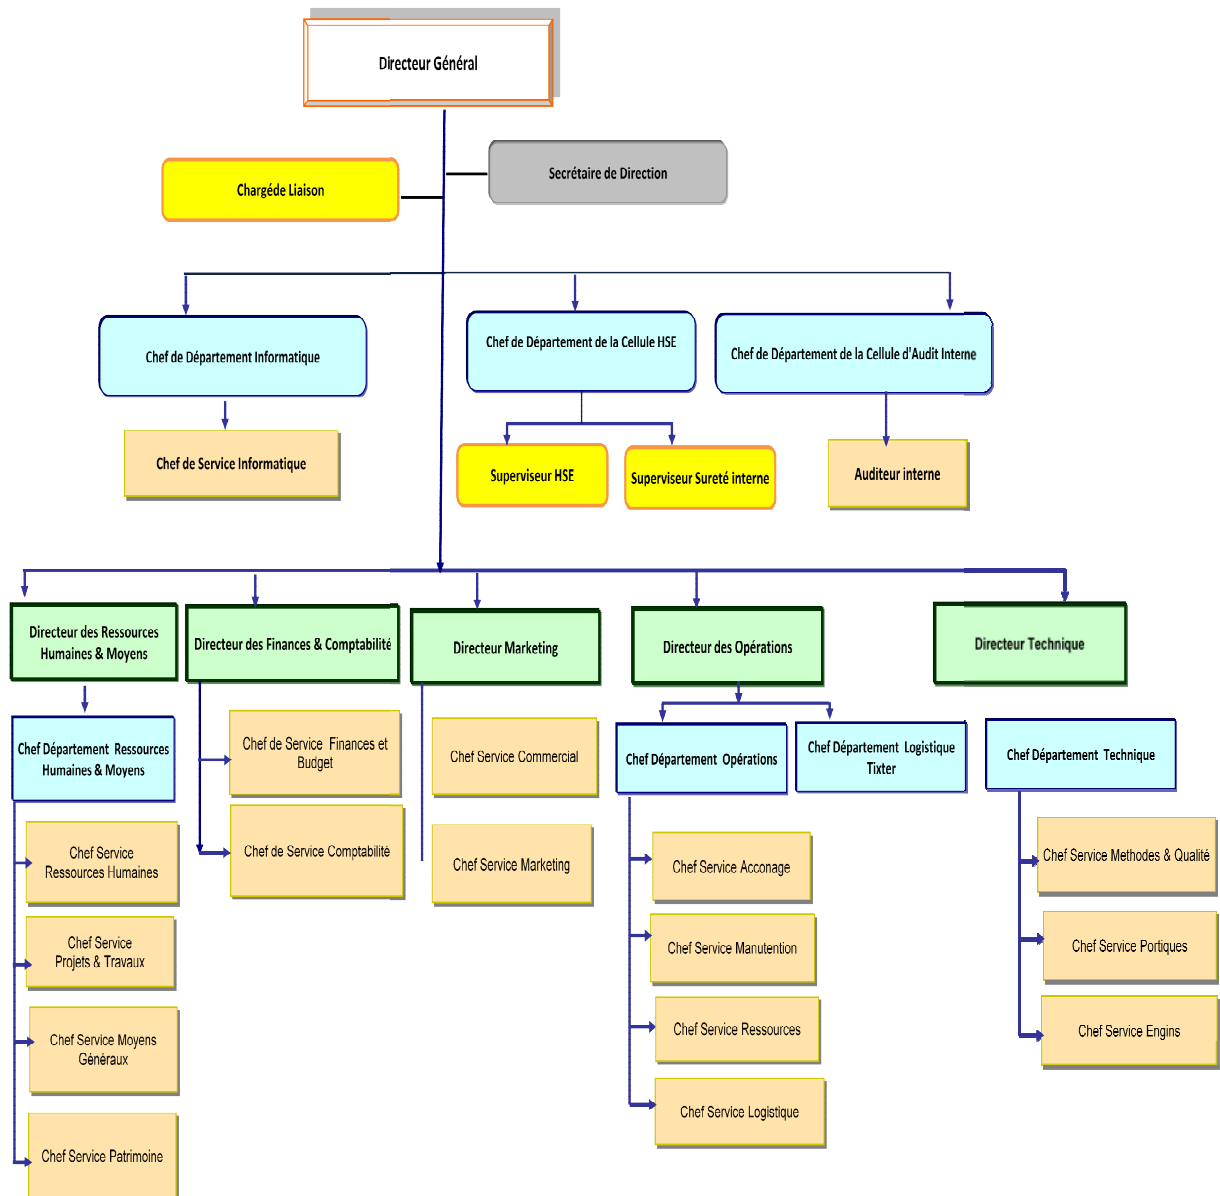 Directeur Général
Secrétaire de Direction
Chargéde Liaison
Chef de Département Informatique
Chef de Département de la Cellule HSE
Chef de Département de la Cellule d'Audit Interne
Chef de Service Informatique
Superviseur HSE
Superviseur Sureté interne
Auditeur interne
Directeur des Ressources
Humaines & Moyens
Directeur des Finances & Comptabilité
Directeur Marketing
Directeur des Opérations
Directeur Technique
Chef Département Ressources
Humaines & Moyens
Chef de Service Finances et
Budget
Chef Service Commercial
Chef Département Opérations
Chef Département Logistique
Tixter
Chef Département Technique
Chef Service
Ressources Humaines
Chef de Service Comptabilité
Chef Service Marketing
Chef Service Acconage
Chef Service Methodes & Qualité
Chef Service
Projets & Travaux
Chef Service Manutention
Chef Service Portiques
Chef Service Moyens
Généraux
Chef Service Ressources
Chef Service Engins
Chef Service Logistique
Chef Service Patrimoine